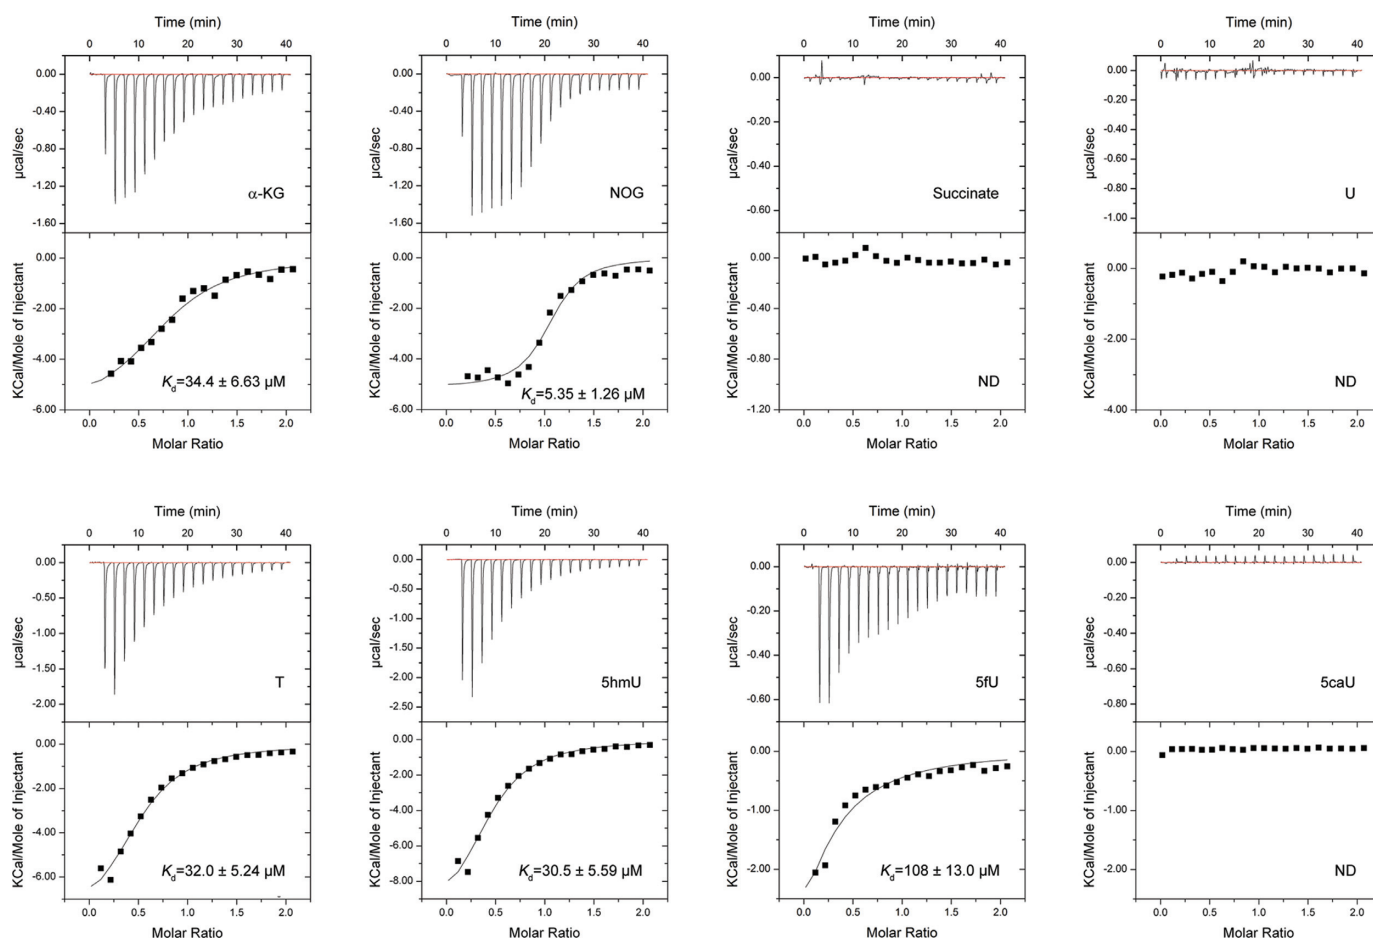 Time (min)
0 10 20 30 40
0.00
-0.40
-0.80
-1.20
-1.60
µcal/sec
α-KG
0.00
-2.00
-4.00
-6.00
KCal/Mole of Injectant
Kd=34.4 ± 6.63 µM
0.0 0.5 1.0 1.5 2.0
Molar Ratio
Time (min)
0 10 20 30 40
0.00
-0.40
-0.80
-1.20
-1.60
µcal/sec
NOG
0.00
-2.00
-4.00
-6.00
KCal/Mole of Injectant
Kd=5.35 ± 1.26 µM
0.0 0.5 1.0 1.5 2.0
Molar Ratio
Time (min)
0 10 20 30 40
0.00
-0.20
-0.40
-0.60
µcal/sec
Succinate
0.00
-0.40
-0.80
-1.20
KCal/Mole of Injectant
ND
0.0 0.5 1.0 1.5 2.0
Molar Ratio
Time (min)
0 10 20 30 40
0.00
-0.20
-0.40
-0.60
-0.80
-1.00
µcal/sec
U
0.00
-2.00
-4.00
KCal/Mole of Injectant
ND
0.0 0.5 1.0 1.5 2.0
Molar Ratio
Time (min)
0 10 20 30 40
0.00
-0.50
-1.00
-1.50
-2.00
µcal/sec
T
0.00
-2.00
-4.00
-6.00
KCal/Mole of Injectant
Kd=32.0 ± 5.24 µM
0.0 0.5 1.0 1.5 2.0
Molar Ratio
Time (min)
0 10 20 30 40
0.00
-0.50
-1.00
-1.50
-2.00
-2.50
µcal/sec
5hmU
0.00
-2.00
-4.00
-6.00
-8.00
KCal/Mole of Injectant
Kd=30.5 ± 5.59 µM
0.0 0.5 1.0 1.5 2.0
Molar Ratio
Time (min)
0 10 20 30 40
0.00
-0.20
-0.40
-0.60
µcal/sec
5fU
0.00
-1.00
-2.00
KCal/Mole of Injectant
Kd=108 ± 13.0 µM
0.0 0.5 1.0 1.5 2.0
Molar Ratio
Time (min)
0 10 20 30 40
0.00
-0.20
-0.40
-0.60
-0.80
µcal/sec
5caU
0.00
-1.00
-2.00
KCal/Mole of Injectant
ND
0.0 0.5 1.0 1.5 2.0
Molar Ratio